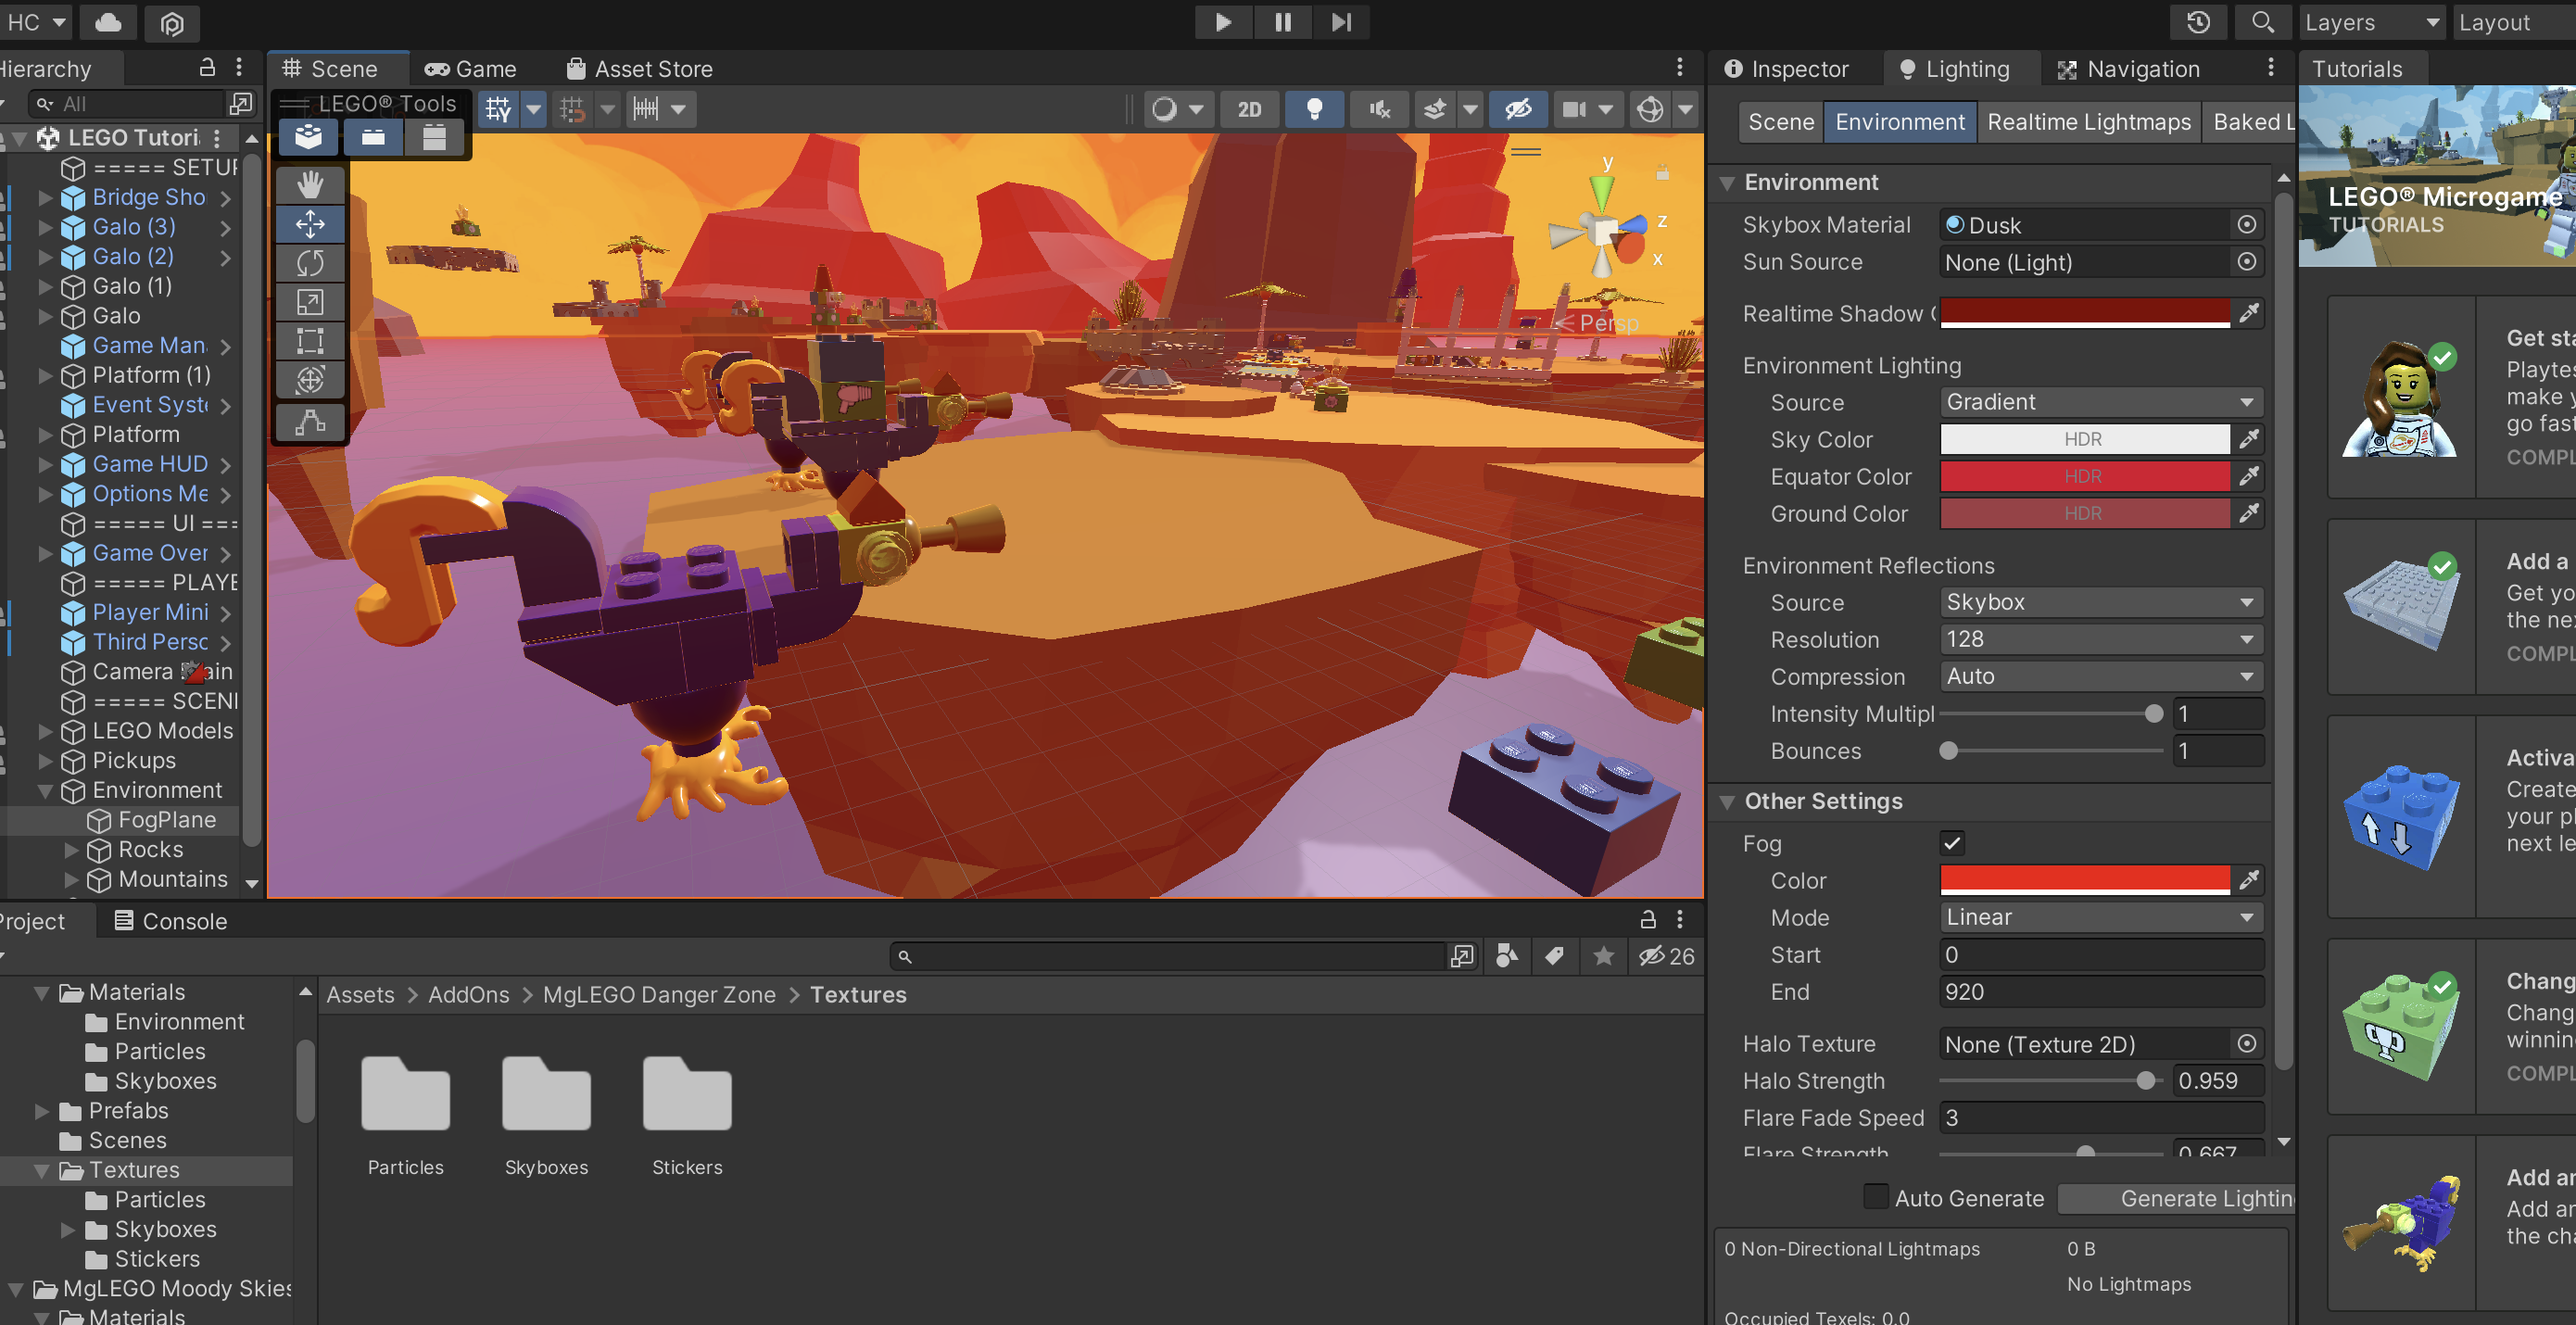 HC
Layers
Layout
Hierarchy
All
LEGO Tutori
===== SETUP
Bridge Sho
Galo (3)
Galo (2)
Galo (1)
Galo
Game Man
Platform (1)
Event Syst
Platform
Game HUD
Options Me
===== UI ===
Game Over
===== PLAYE
Player Mini
Third Perso
Camera Main
===== SCENE
LEGO Models
Pickups
Environment
FogPlane
Rocks
Mountains
Scene
Game
Asset Store
LEGO® Tools
2D
y
z
x
Persp
Project
Console
26
Materials
Environment
Particles
Skyboxes
Prefabs
Scenes
Textures
Particles
Skyboxes
Stickers
MgLEGO Moody Skies
Materials
Assets > AddOns > MgLEGO Danger Zone > Textures
Particles
Skyboxes
Stickers
Inspector
Lighting
Navigation
Scene
Environment
Realtime Lightmaps
Baked L
Environment
Skybox Material
Dusk
Sun Source
None (Light)
Realtime Shadow C
Environment Lighting
Source
Gradient
Sky Color
HDR
Equator Color
HDR
Ground Color
HDR
Environment Reflections
Source
Skybox
Resolution
128
Compression
Auto
Intensity Multipl
1
Bounces
1
Other Settings
Fog
Color
Mode
Linear
Start
0
End
920
Halo Texture
None (Texture 2D)
Halo Strength
0.959
Flare Fade Speed
3
Flare Strength
0.667
Auto Generate
Generate Lightin
0 Non-Directional Lightmaps
0 B
No Lightmaps
Occupied Texels: 0.0
Tutorials
LEGO® Microgame
TUTORIALS
Get sta
Playtes
make y
go fast
COMPL
Add a
Get yo
the nex
COMPL
Activa
Create
your pl
next le
Chang
Chang
winnin
COMPL
Add an
Add an
the cha